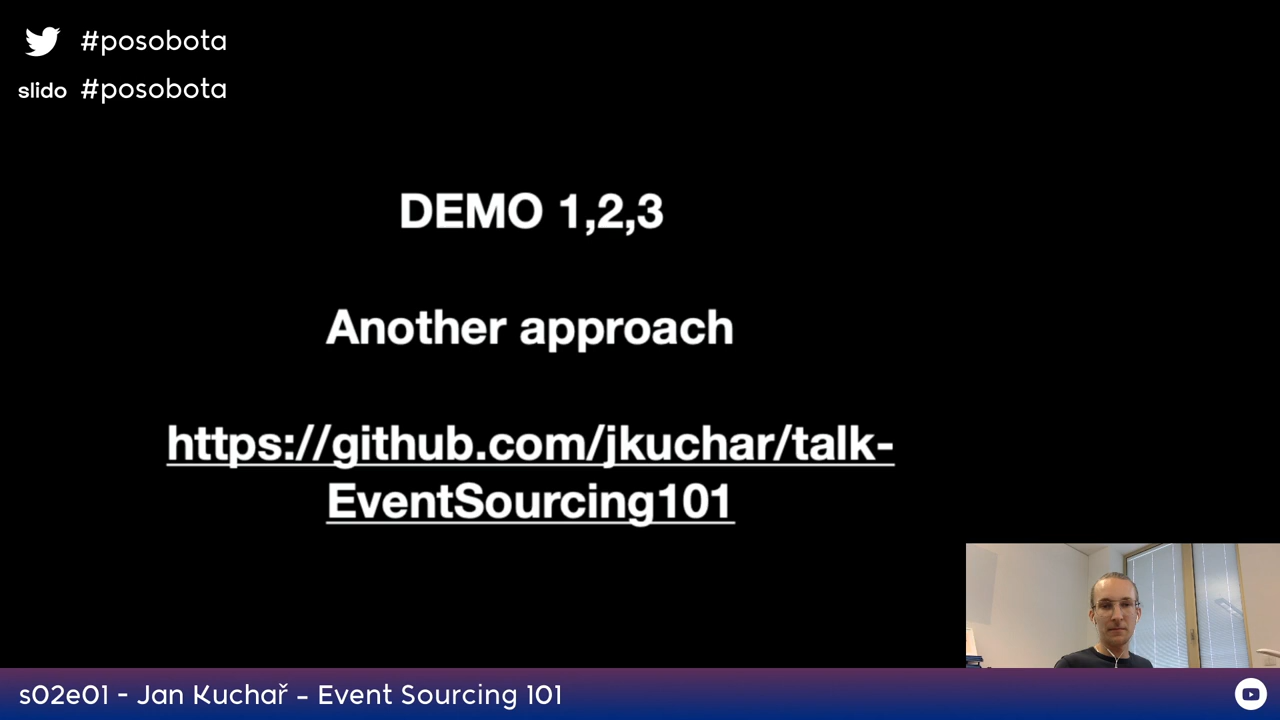 #posobota
slido #posobota
DEMO 1,2,3
Another approach
https://github.com/jkuchar/talk-
EventSourcing101
s02e01 - Jan Kuchař - Event Sourcing 101